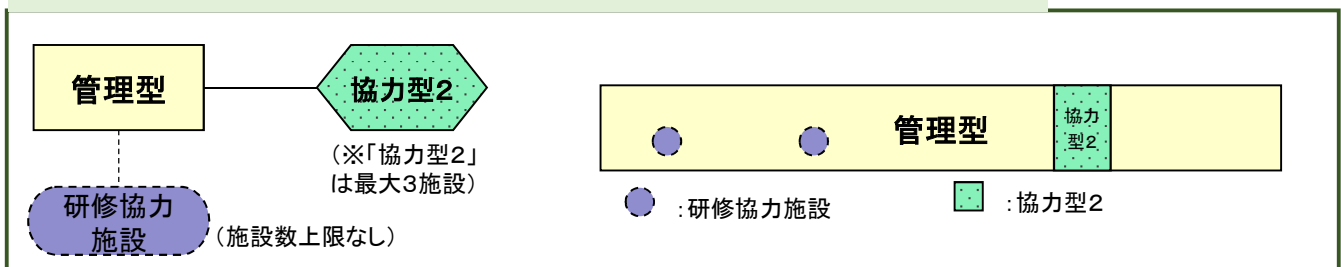 管理型
協力型2
(※「協力型2」
は最大3施設)
研修協力
施設
(施設数上限なし)
管理型
協力
型2
:研修協力施設
:協力型2